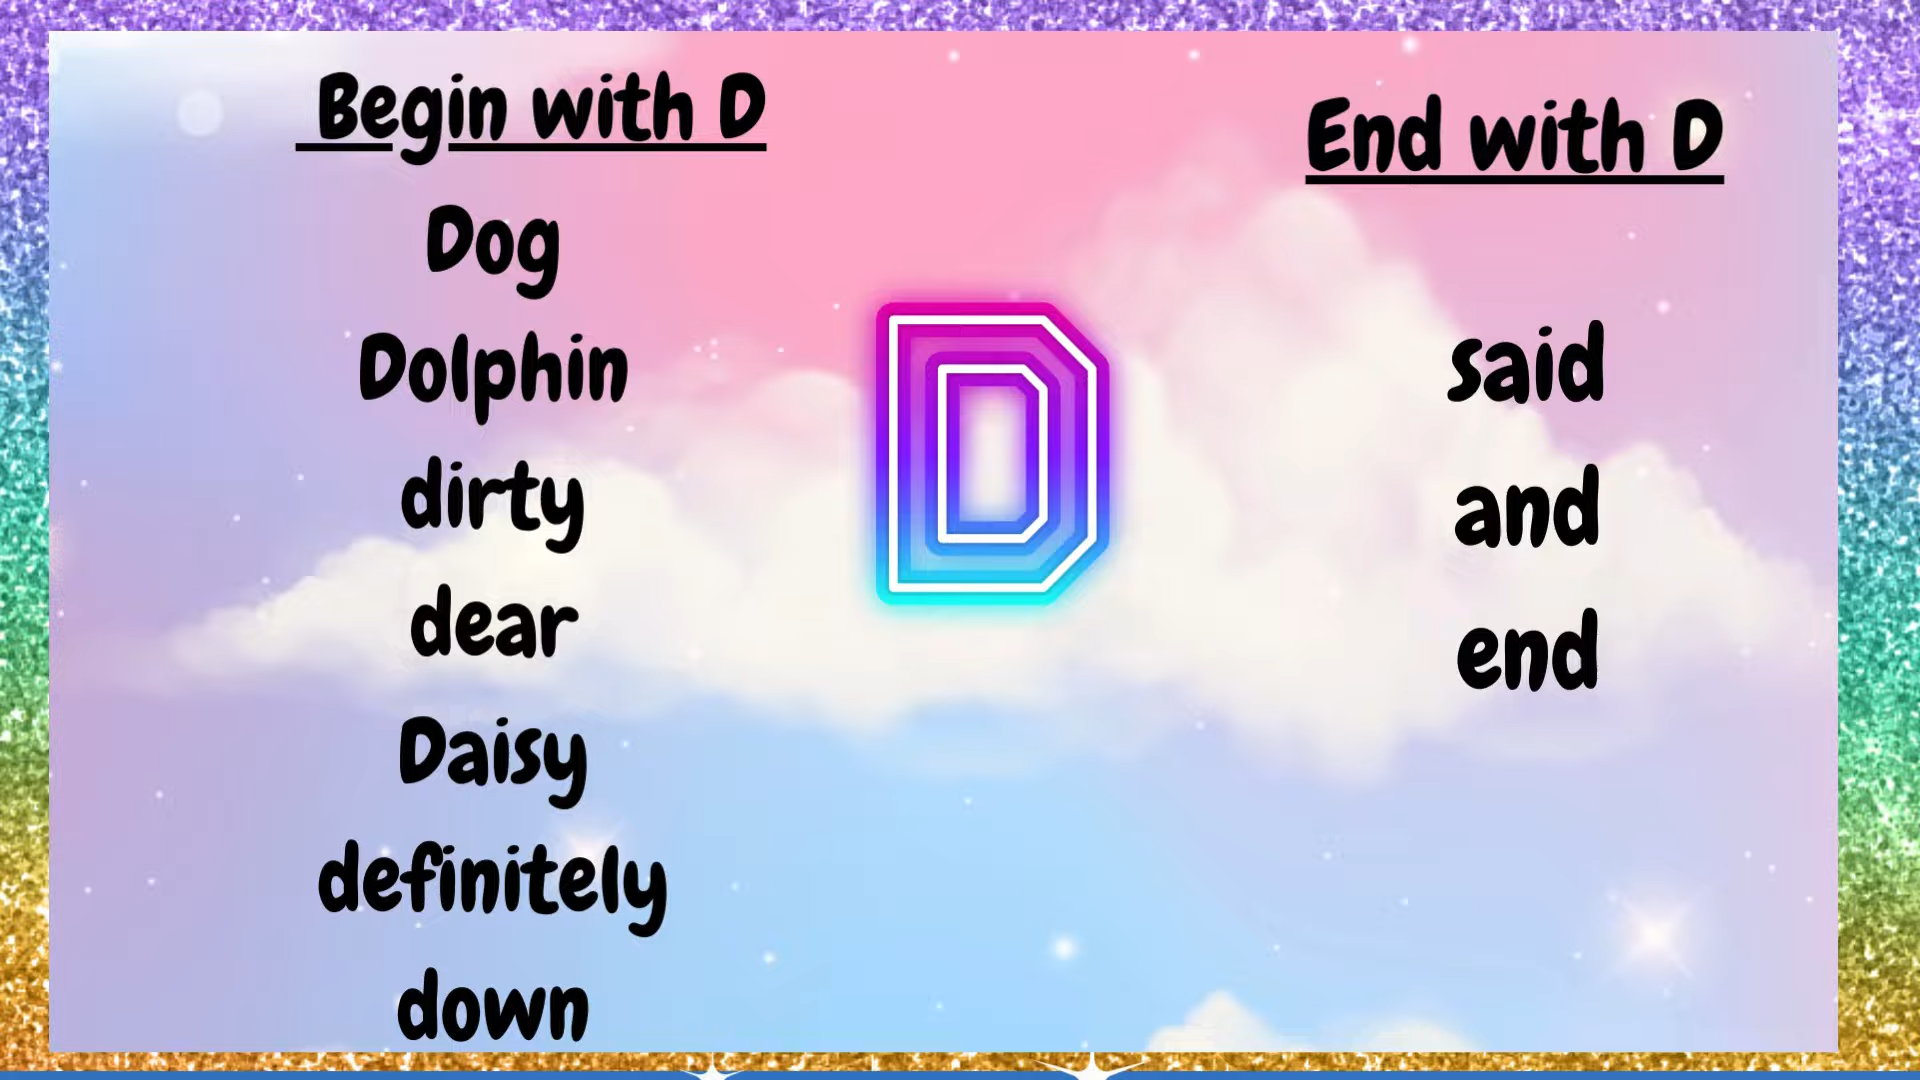 Begin with D
Dog
Dolphin
dirty
dear
Daisy
definitely
down
D
End with D
said
and
end